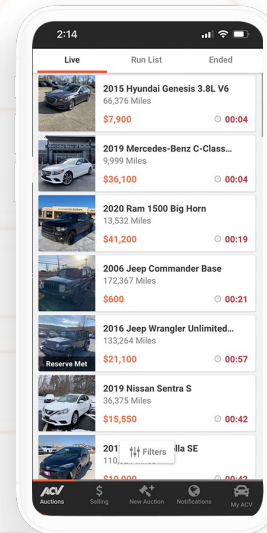 2:14
Live
Run List
Ended
2015 Hyundai Genesis 3.8L V6
66,376 Miles
$7,900
00:04
2019 Mercedes-Benz C-Class...
9,999 Miles
$36,100
00:04
2020 Ram 1500 Big Horn
13,532 Miles
$41,200
00:19
2006 Jeep Commander Base
172,367 Miles
$600
00:21
2016 Jeep Wrangler Unlimited...
133,264 Miles
Reserve Met
$21,100
00:57
2019 Nissan Sentra S
36,375 Miles
$15,550
00:42
SE
Filters
Miles
00:42
ACV
Auctions
Selling
New Auction
Notifications
My ACV